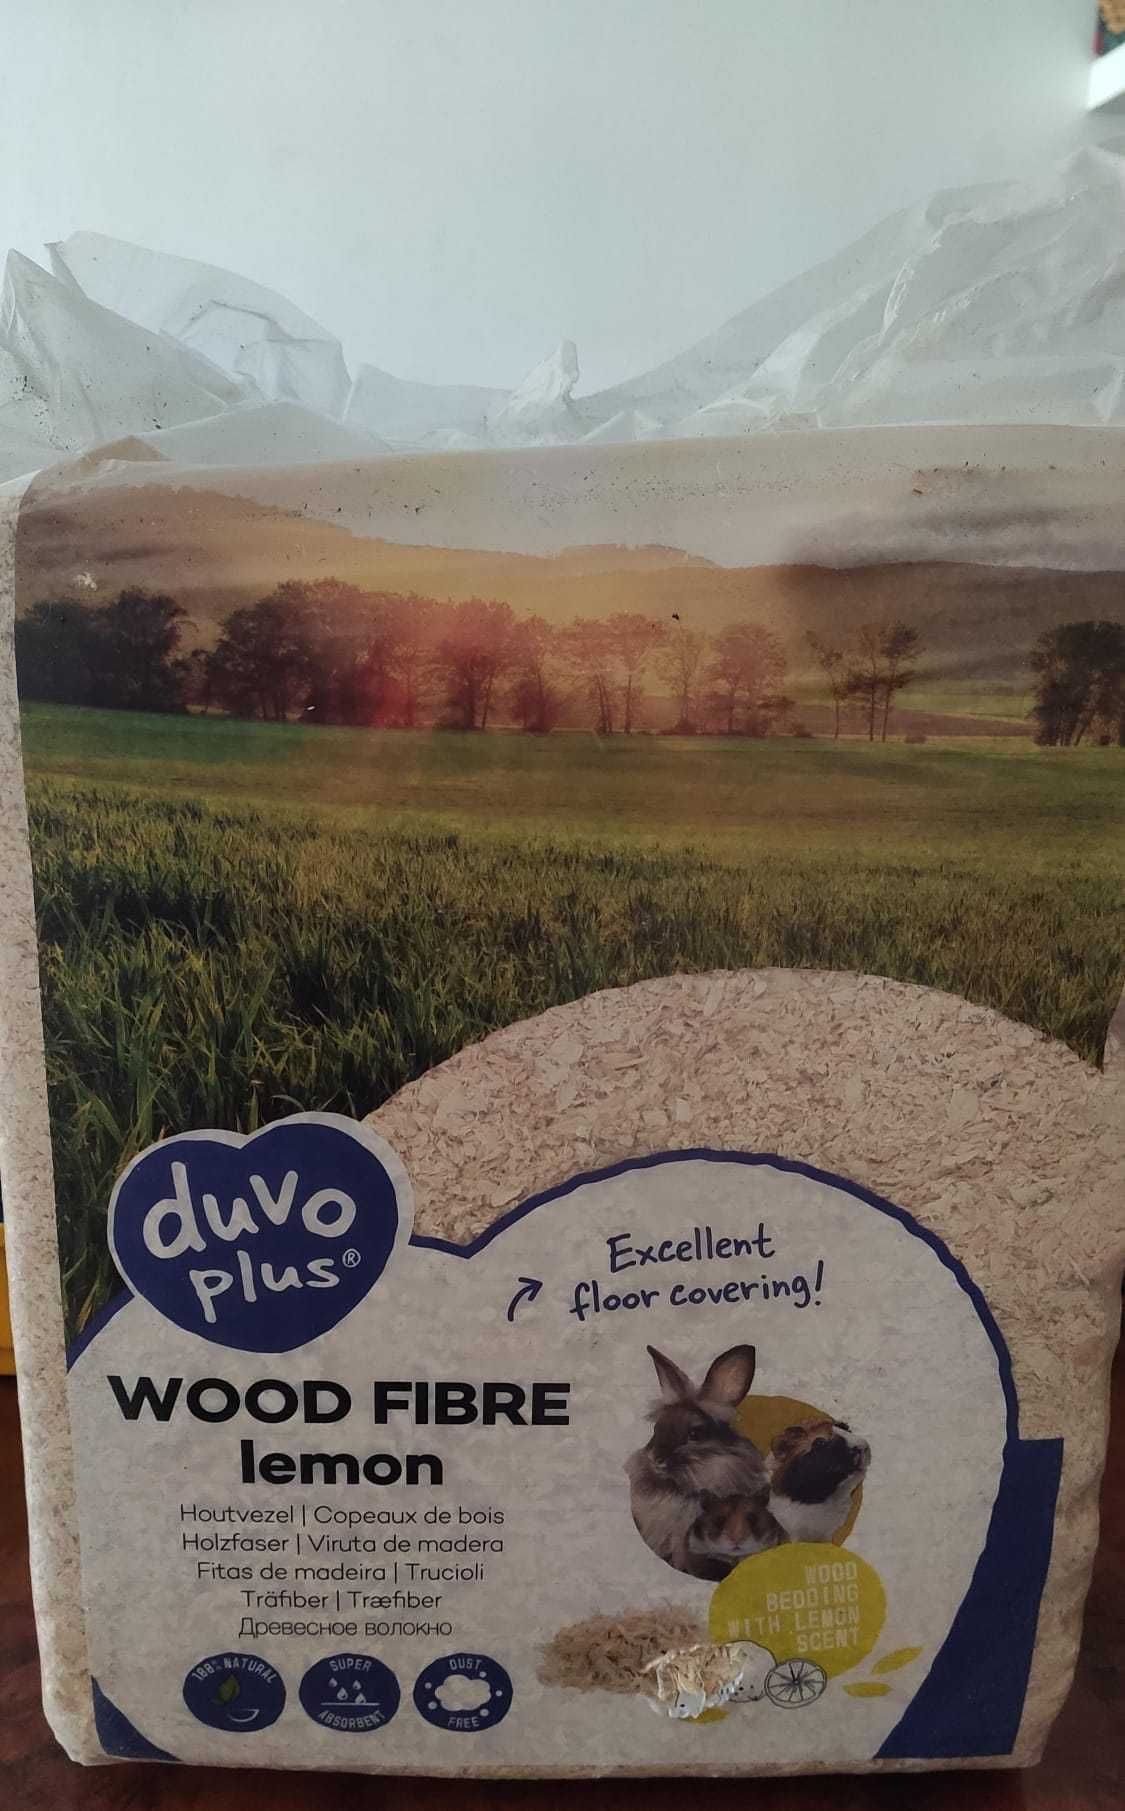 duvo
plus®
Excellent
floor covering!
WOOD FIBRE
lemon
Houtvezel | Copeaux de bois
Holzfaser | Viruta de madera
Fitas de madeira | Trucioli
Träfiber | Træfiber
Древесное волокно
WOOD
BEDDING
WITH LEMON
SCENT
100% NATURAL
SUPER
ABSORBENT
DUST
FREE